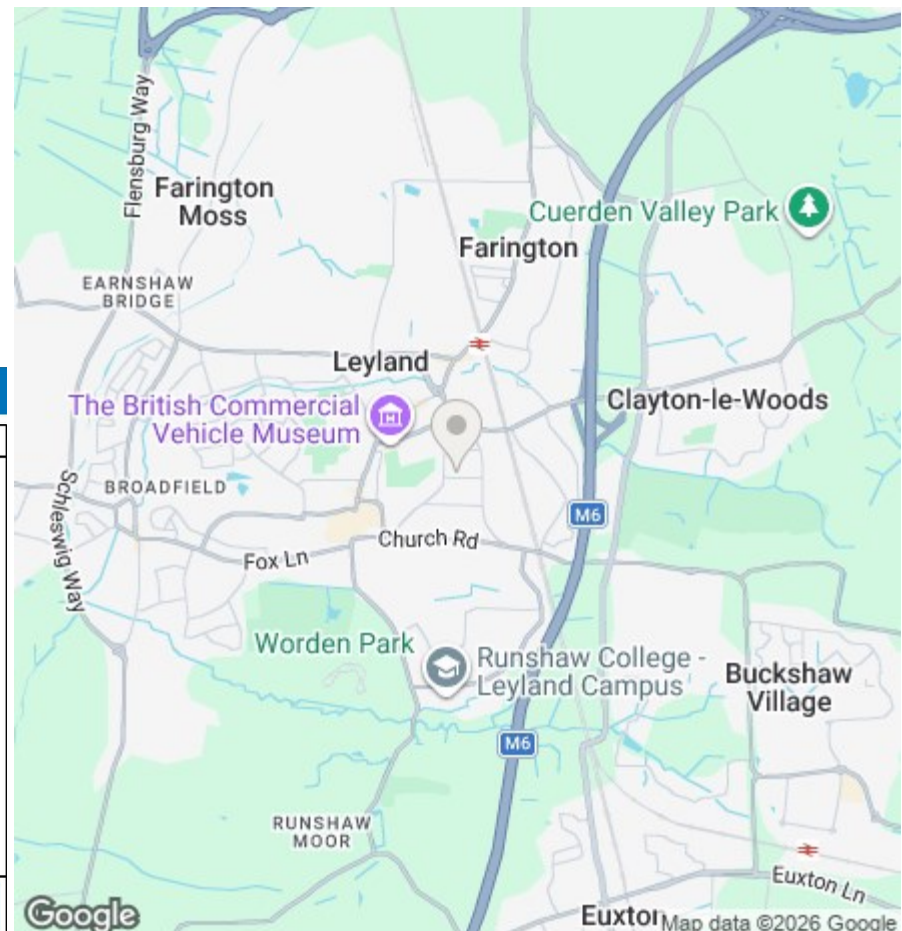 Flensburg Way
Farington
Moss
Cuerden Valley Park
Farington
EARNSHAW
BRIDGE
Leyland
The British Commercial
Vehicle Museum
Clayton-le-Woods
BROADFIELD
Schleswig Way
M6
Church Rd
Fox Ln
Worden Park
Runshaw College -
Leyland Campus
Buckshaw
Village
M6
RUNSHAW
MOOR
Euxton Ln
Google
Euxton
Map data ©2026 Google